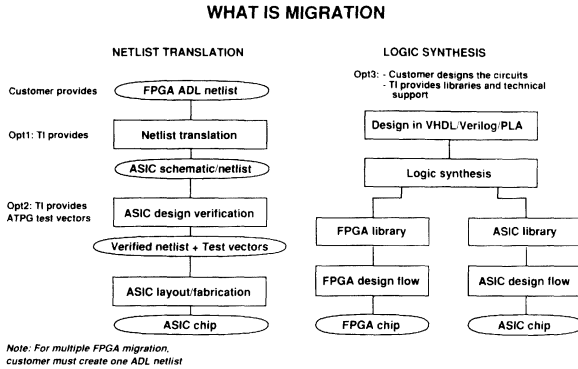 WHAT IS MIGRATION
NETLIST TRANSLATION
Customer provides
FPGA ADL netlist
Opt1: TI provides
Netlist translation
ASIC schematic/netlist
Opt2: TI provides
ATPG test vectors
ASIC design verification
Verified netlist + Test vectors
ASIC layout/fabrication
ASIC chip
Note: For multiple FPGA migration,
customer must create one ADL netlist
LOGIC SYNTHESIS
Opt3: - Customer designs the circuits
- TI provides libraries and technical
support
Design in VHDL/Verilog/PLA
Logic synthesis
FPGA library
ASIC library
FPGA design flow
ASIC design flow
FPGA chip
ASIC chip